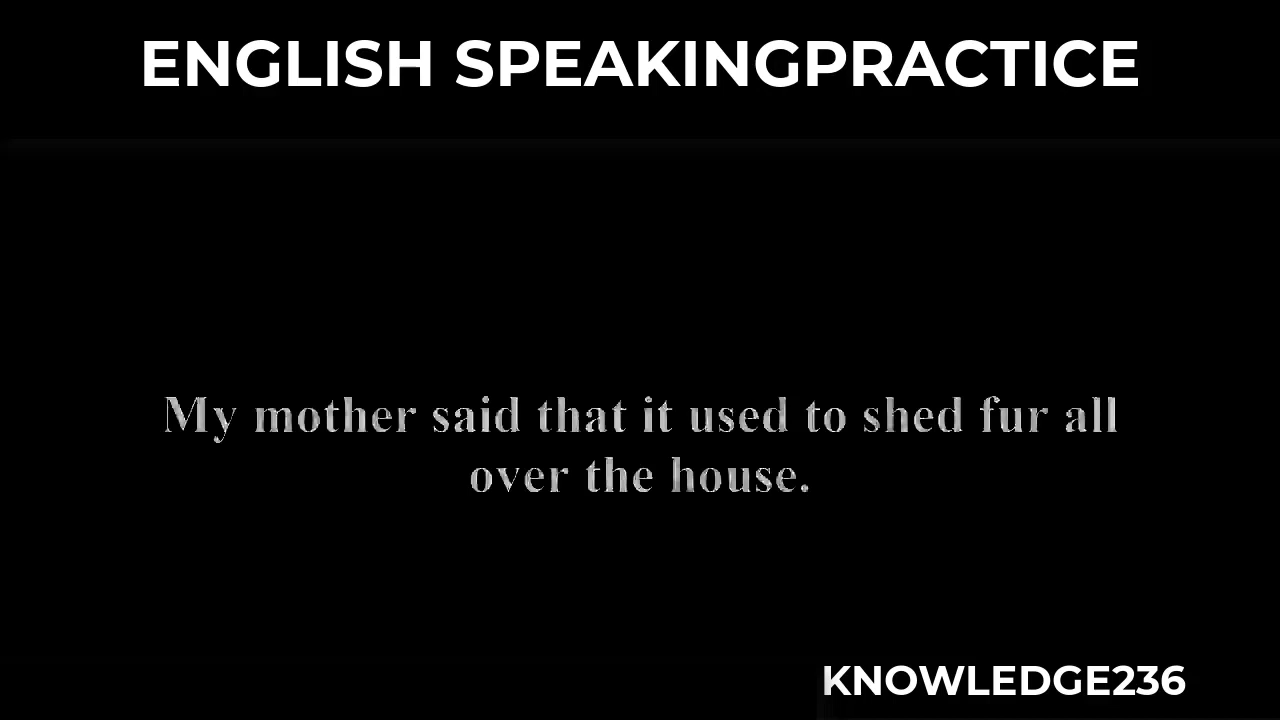 ENGLISH SPEAKINGPRACTICE
My mother said that it used to shed fur all
over the house.
KNOWLEDGE236